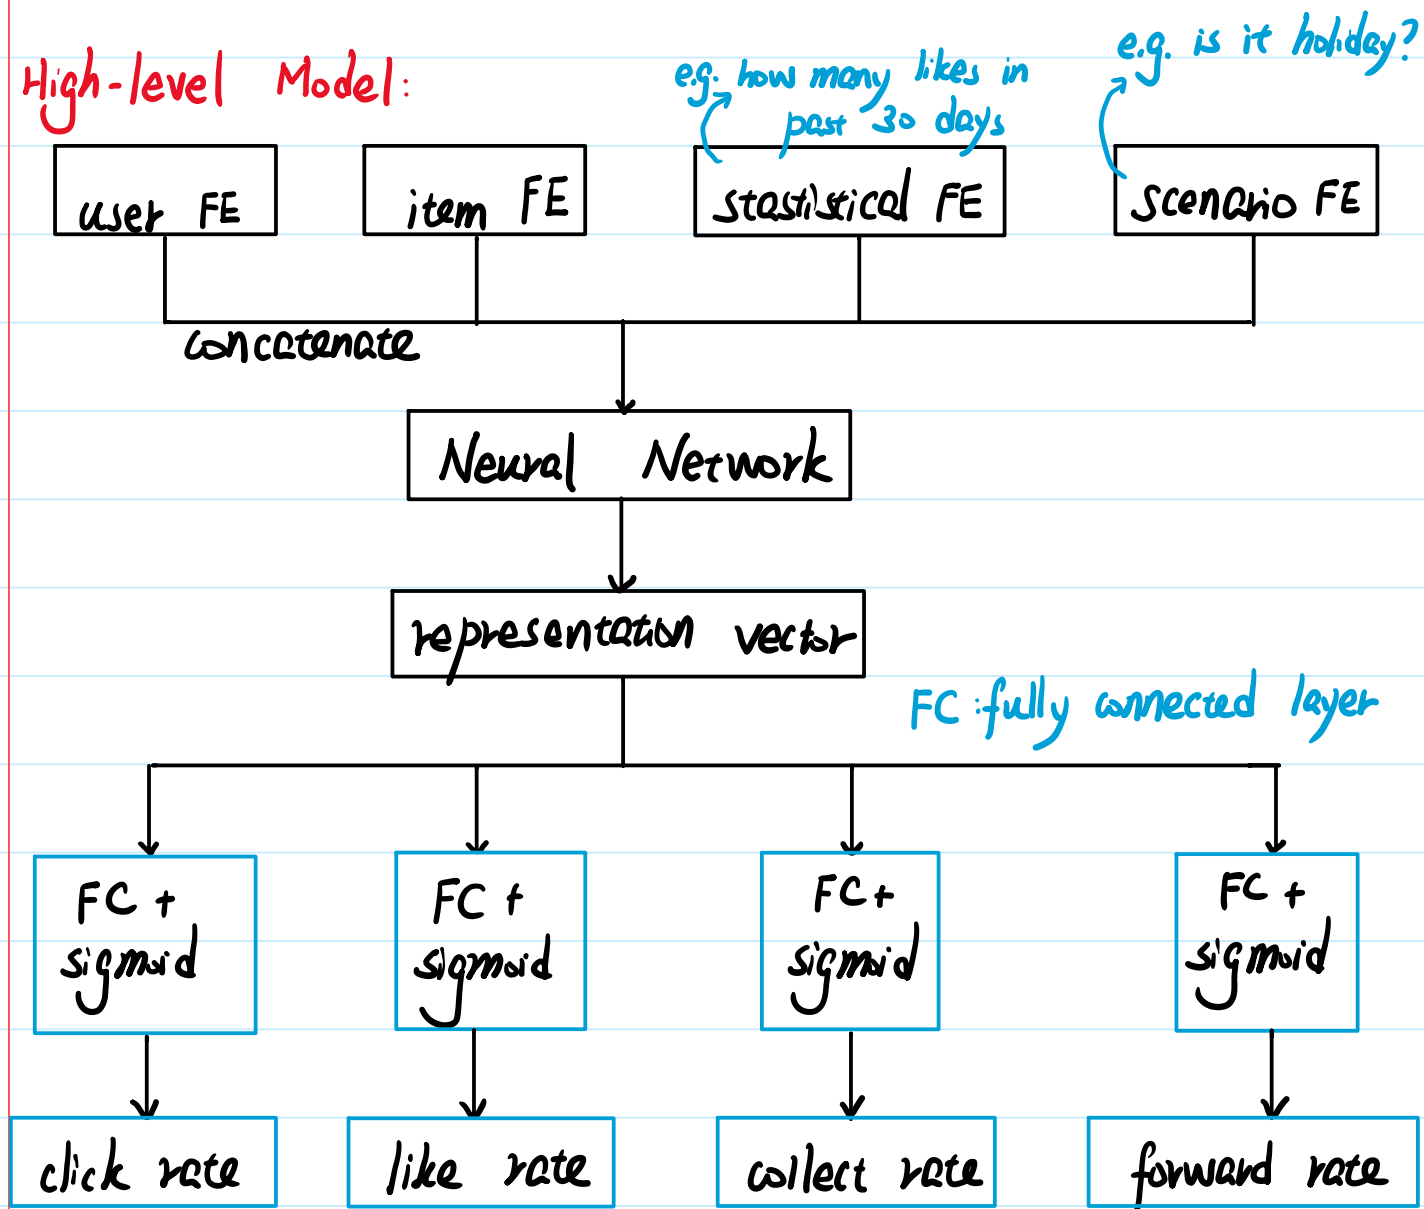 High-level Model:
e.g. how many likes in
past 30 days
e.g. is it holiday?
user FE
item FE
stastistical FE
scenario FE
concatenate
Neural Network
representation vector
FC: fully connected layer
FC +
sigmoid
FC +
sigmoid
FC +
sigmoid
FC +
sigmoid
click rate
like rate
collect rate
forward rate